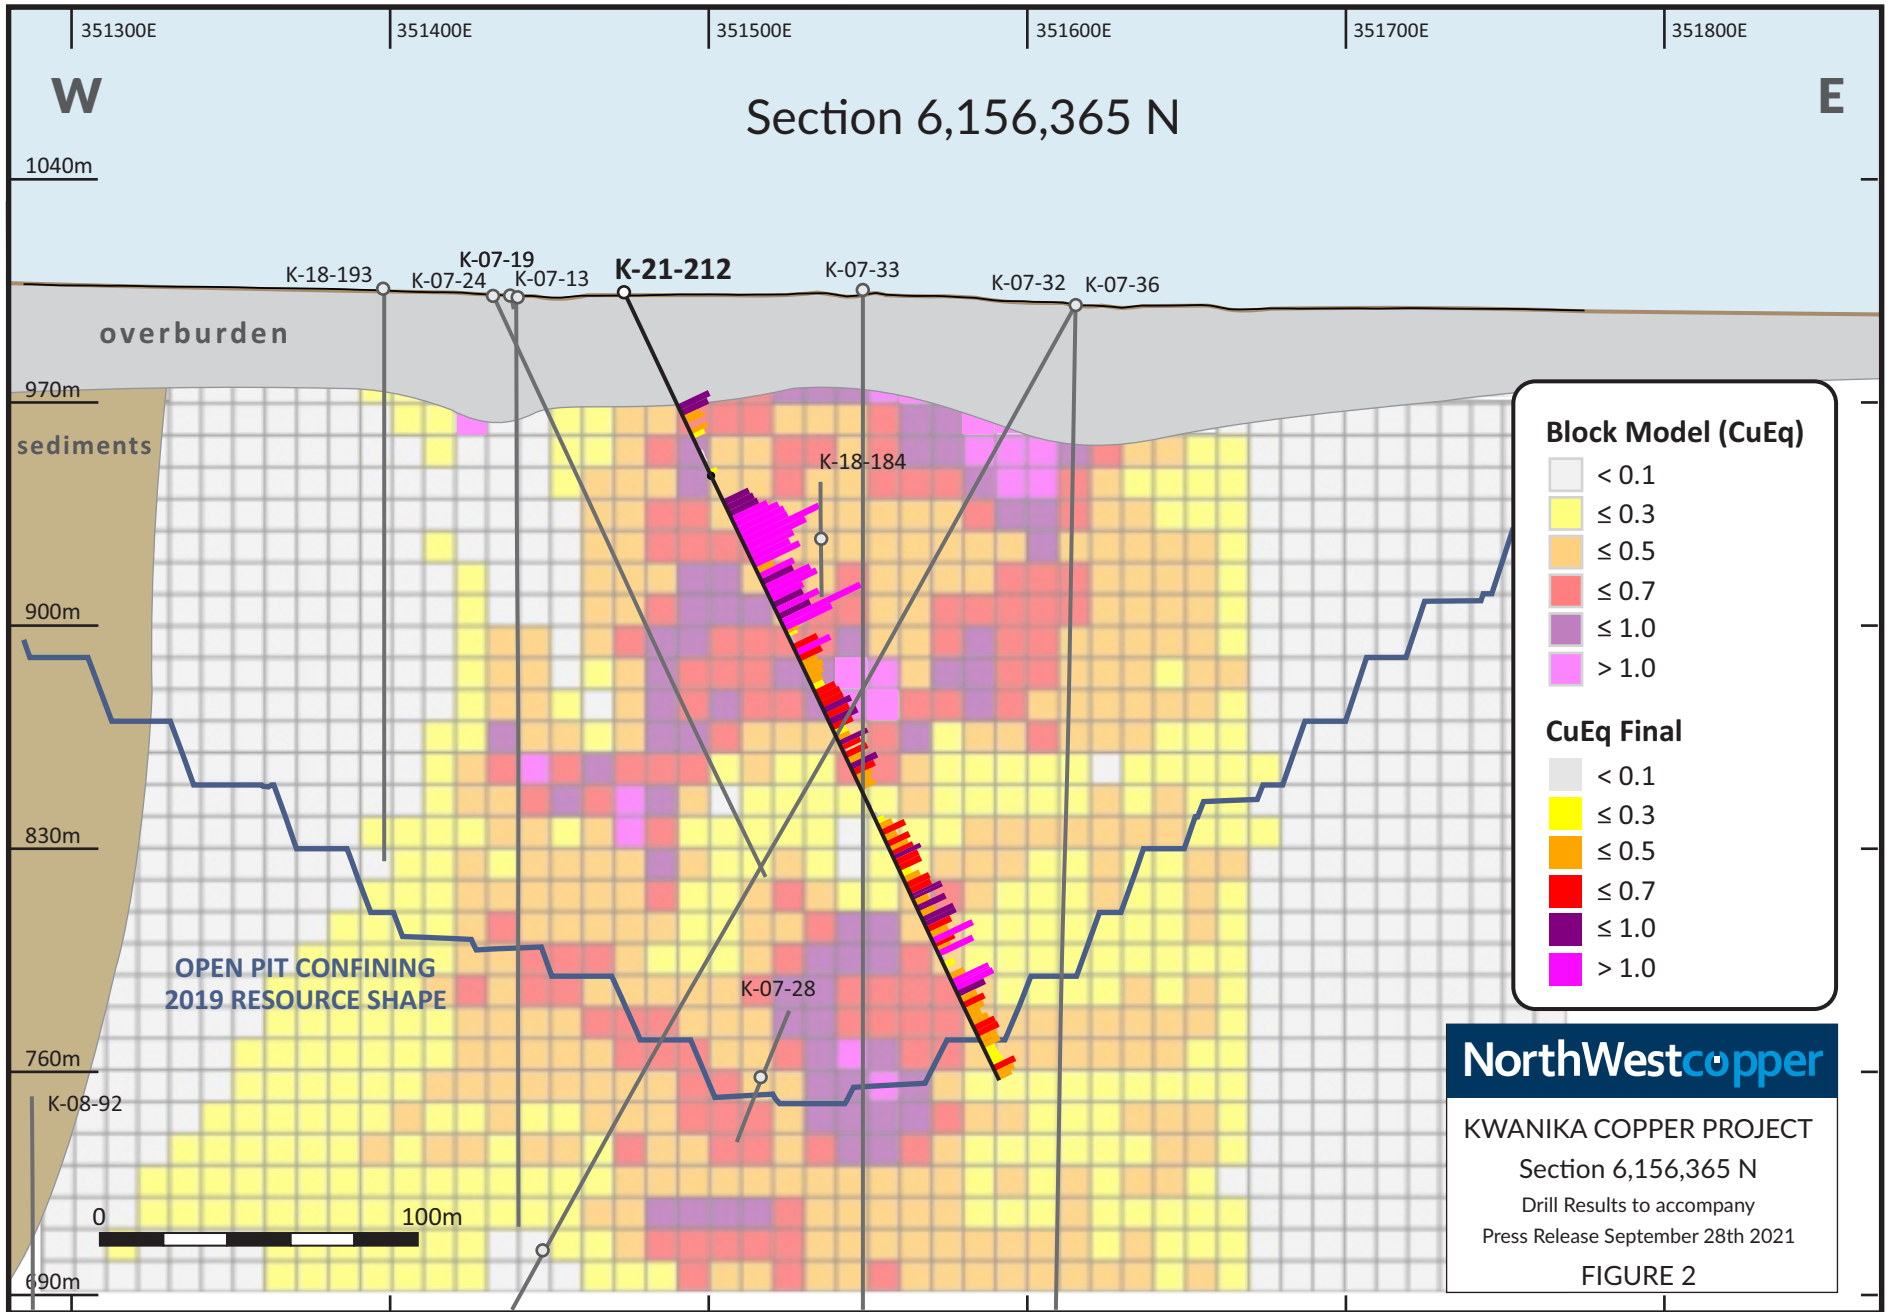 351300E
351400E
351500E
351600E
351700E
351800E
W
E
Section 6,156,365 N
1040m
K-07-19
K-18-193
K-07-24
K-07-13
K-21-212
K-07-33
K-07-32
K-07-36
overburden
970m
sediments
K-18-184
900m
830m
OPEN PIT CONFINING
2019 RESOURCE SHAPE
K-07-28
760m
K-08-92
0
100m
690m
Block Model (CuEq)
< 0.1
≤ 0.3
≤ 0.5
≤ 0.7
≤ 1.0
> 1.0
CuEq Final
< 0.1
≤ 0.3
≤ 0.5
≤ 0.7
≤ 1.0
> 1.0
NorthWestcopper
KWANIKA COPPER PROJECT
Section 6,156,365 N
Drill Results to accompany
Press Release September 28th 2021
FIGURE 2